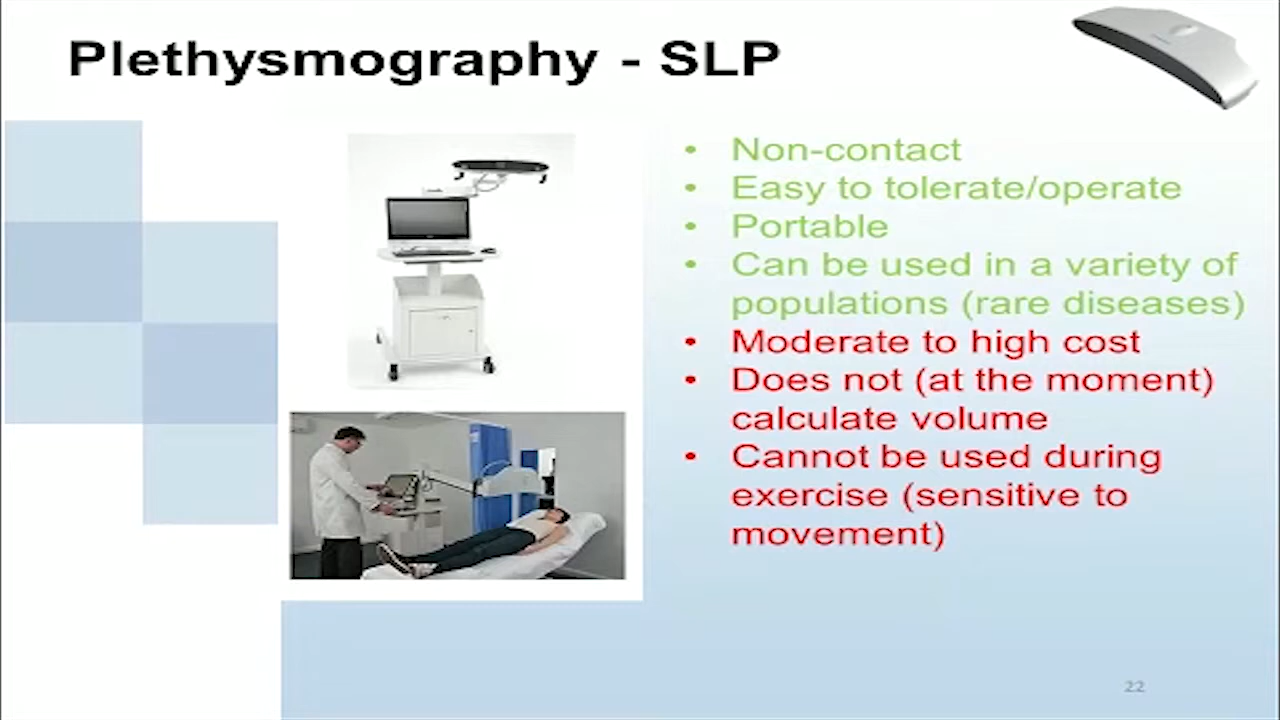 Plethysmography - SLP
• Non-contact
• Easy to tolerate/operate
• Portable
• Can be used in a variety of
populations (rare diseases)
• Moderate to high cost
• Does not (at the moment)
calculate volume
• Cannot be used during
exercise (sensitive to
movement)
22